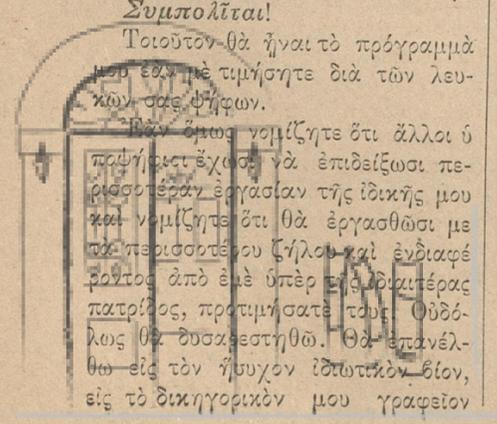 Συμπολῖται!
Τοιοῦτον θὰ ἦναι τὸ πρόγραμμά
μου ἐὰν μὲ τιμήσητε διὰ τῶν λευ-
κῶν σας ψήφων.
Ἐὰν ὅμως νομίζητε ὅτι ἄλλοι ὑ
ποψήφιοι ἔχωσι νὰ ἐπιδείξωσι πε-
ρισσοτέραν ἐργασίαν τῆς ἰδικῆς μου
καὶ νομίζητε ὅτι θὰ ἐργασθῶσι με
τὰ περισσοτέρου ζήλου καὶ ἐνδιαφέ
ροντος ἀπὸ ἐμὲ ὑπὲρ τῆς ἰδιαιτέρας
πατρίδος, προτιμήσατέ τους. Οὐδό-
λως θὰ δυσαρεστηθῶ. Θὰ ἐπανέλ-
θω εἰς τὸν ἥσυχον ἰδιωτικὸν βίον,
εἰς τὸ δικηγορικὸν μου γραφεῖον